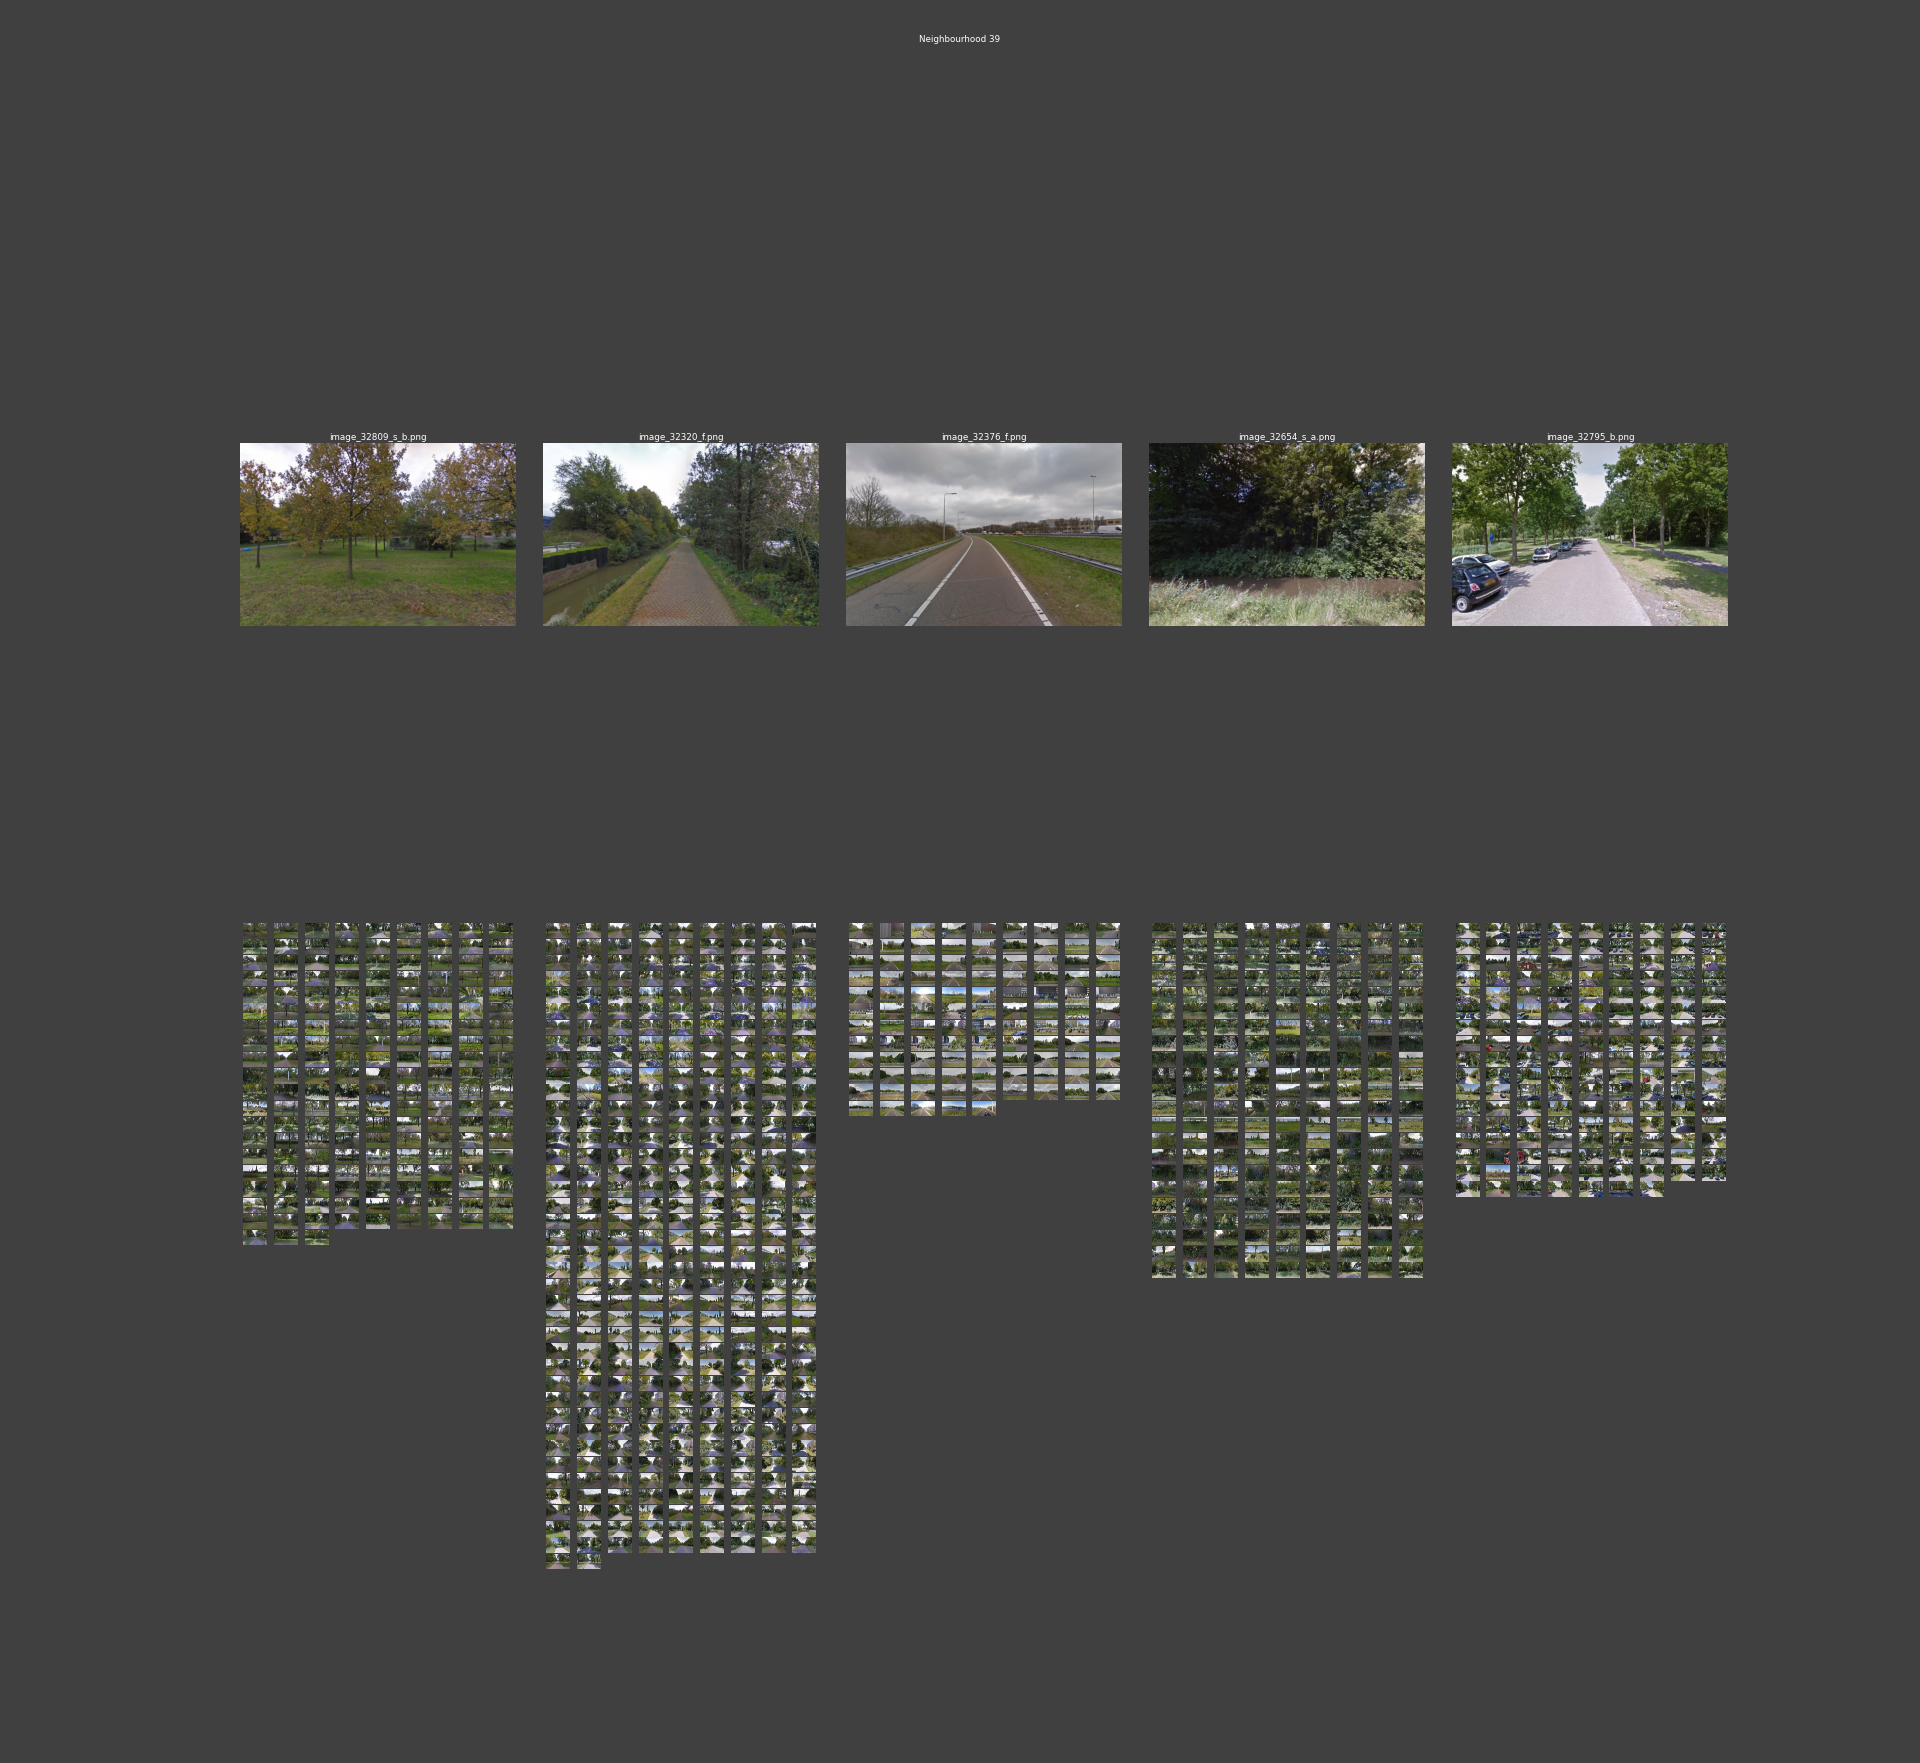 Neighbourhood 39
image_32809_s_b.png
image_32320_f.png
image_32376_f.png
image_32654_s_a.png
image_32795_b.png